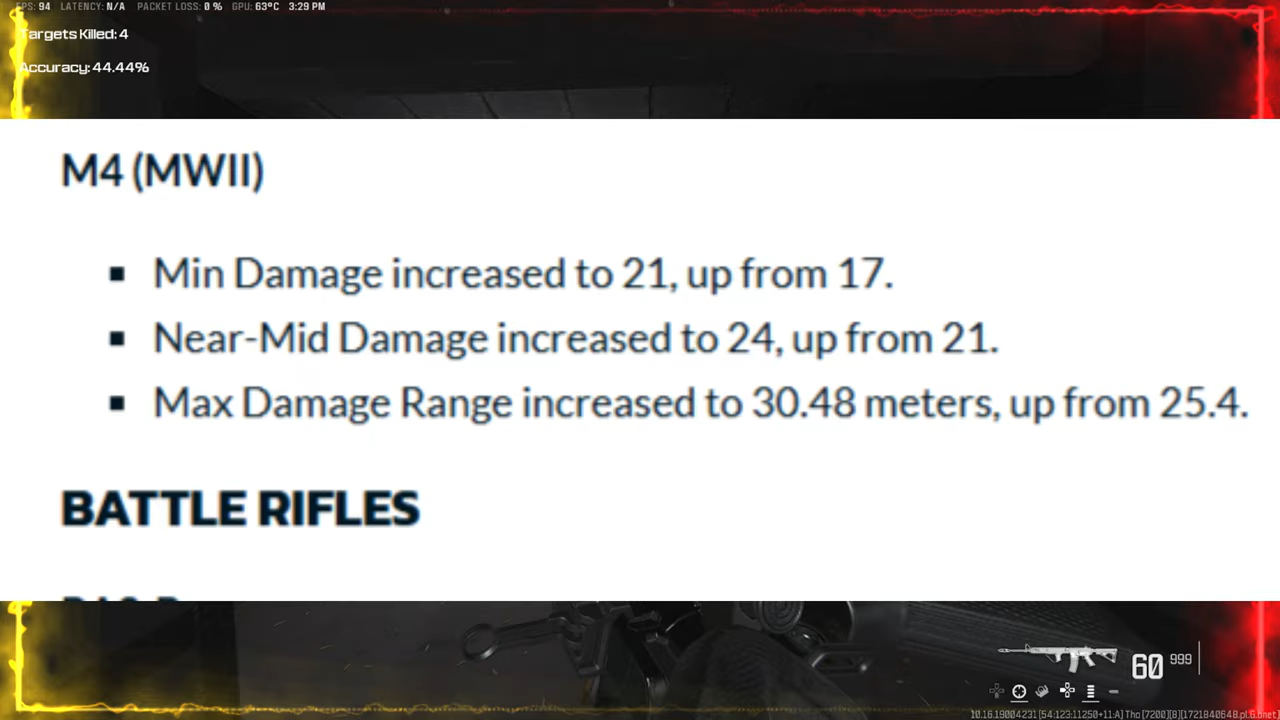 FPS: 94 LATENCY: N/A PACKET LOSS: 0 % GPU: 63°C 3:29 PM
Targets Killed: 4
Accuracy: 44.44%
M4 (MWII)
▪ Min Damage increased to 21, up from 17.
▪ Near-Mid Damage increased to 24, up from 21.
▪ Max Damage Range increased to 30.48 meters, up from 25.4.
BATTLE RIFLES
60 999